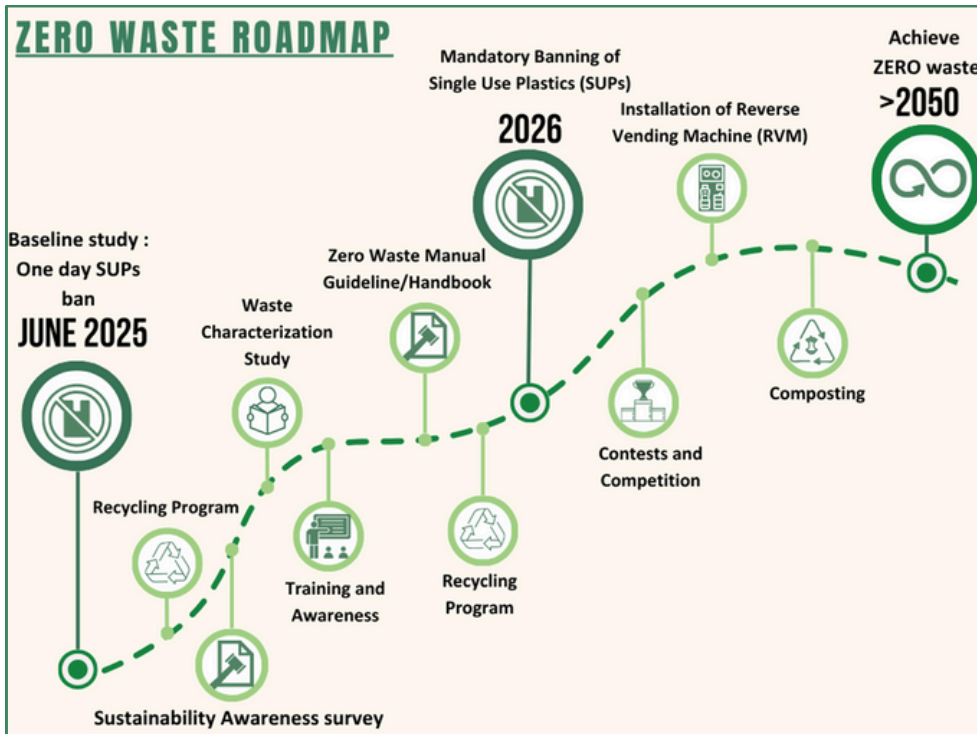 ZERO WASTE ROADMAP
Baseline study :
One day SUPs
ban
JUNE 2025
Recycling Program
Sustainability Awareness survey
Waste
Characterization
Study
Training and
Awareness
Zero Waste Manual
Guideline/Handbook
Recycling
Program
Mandatory Banning of
Single Use Plastics (SUPs)
2026
Contests and
Competition
Installation of Reverse
Vending Machine (RVM)
Composting
Achieve
ZERO waste
>2050